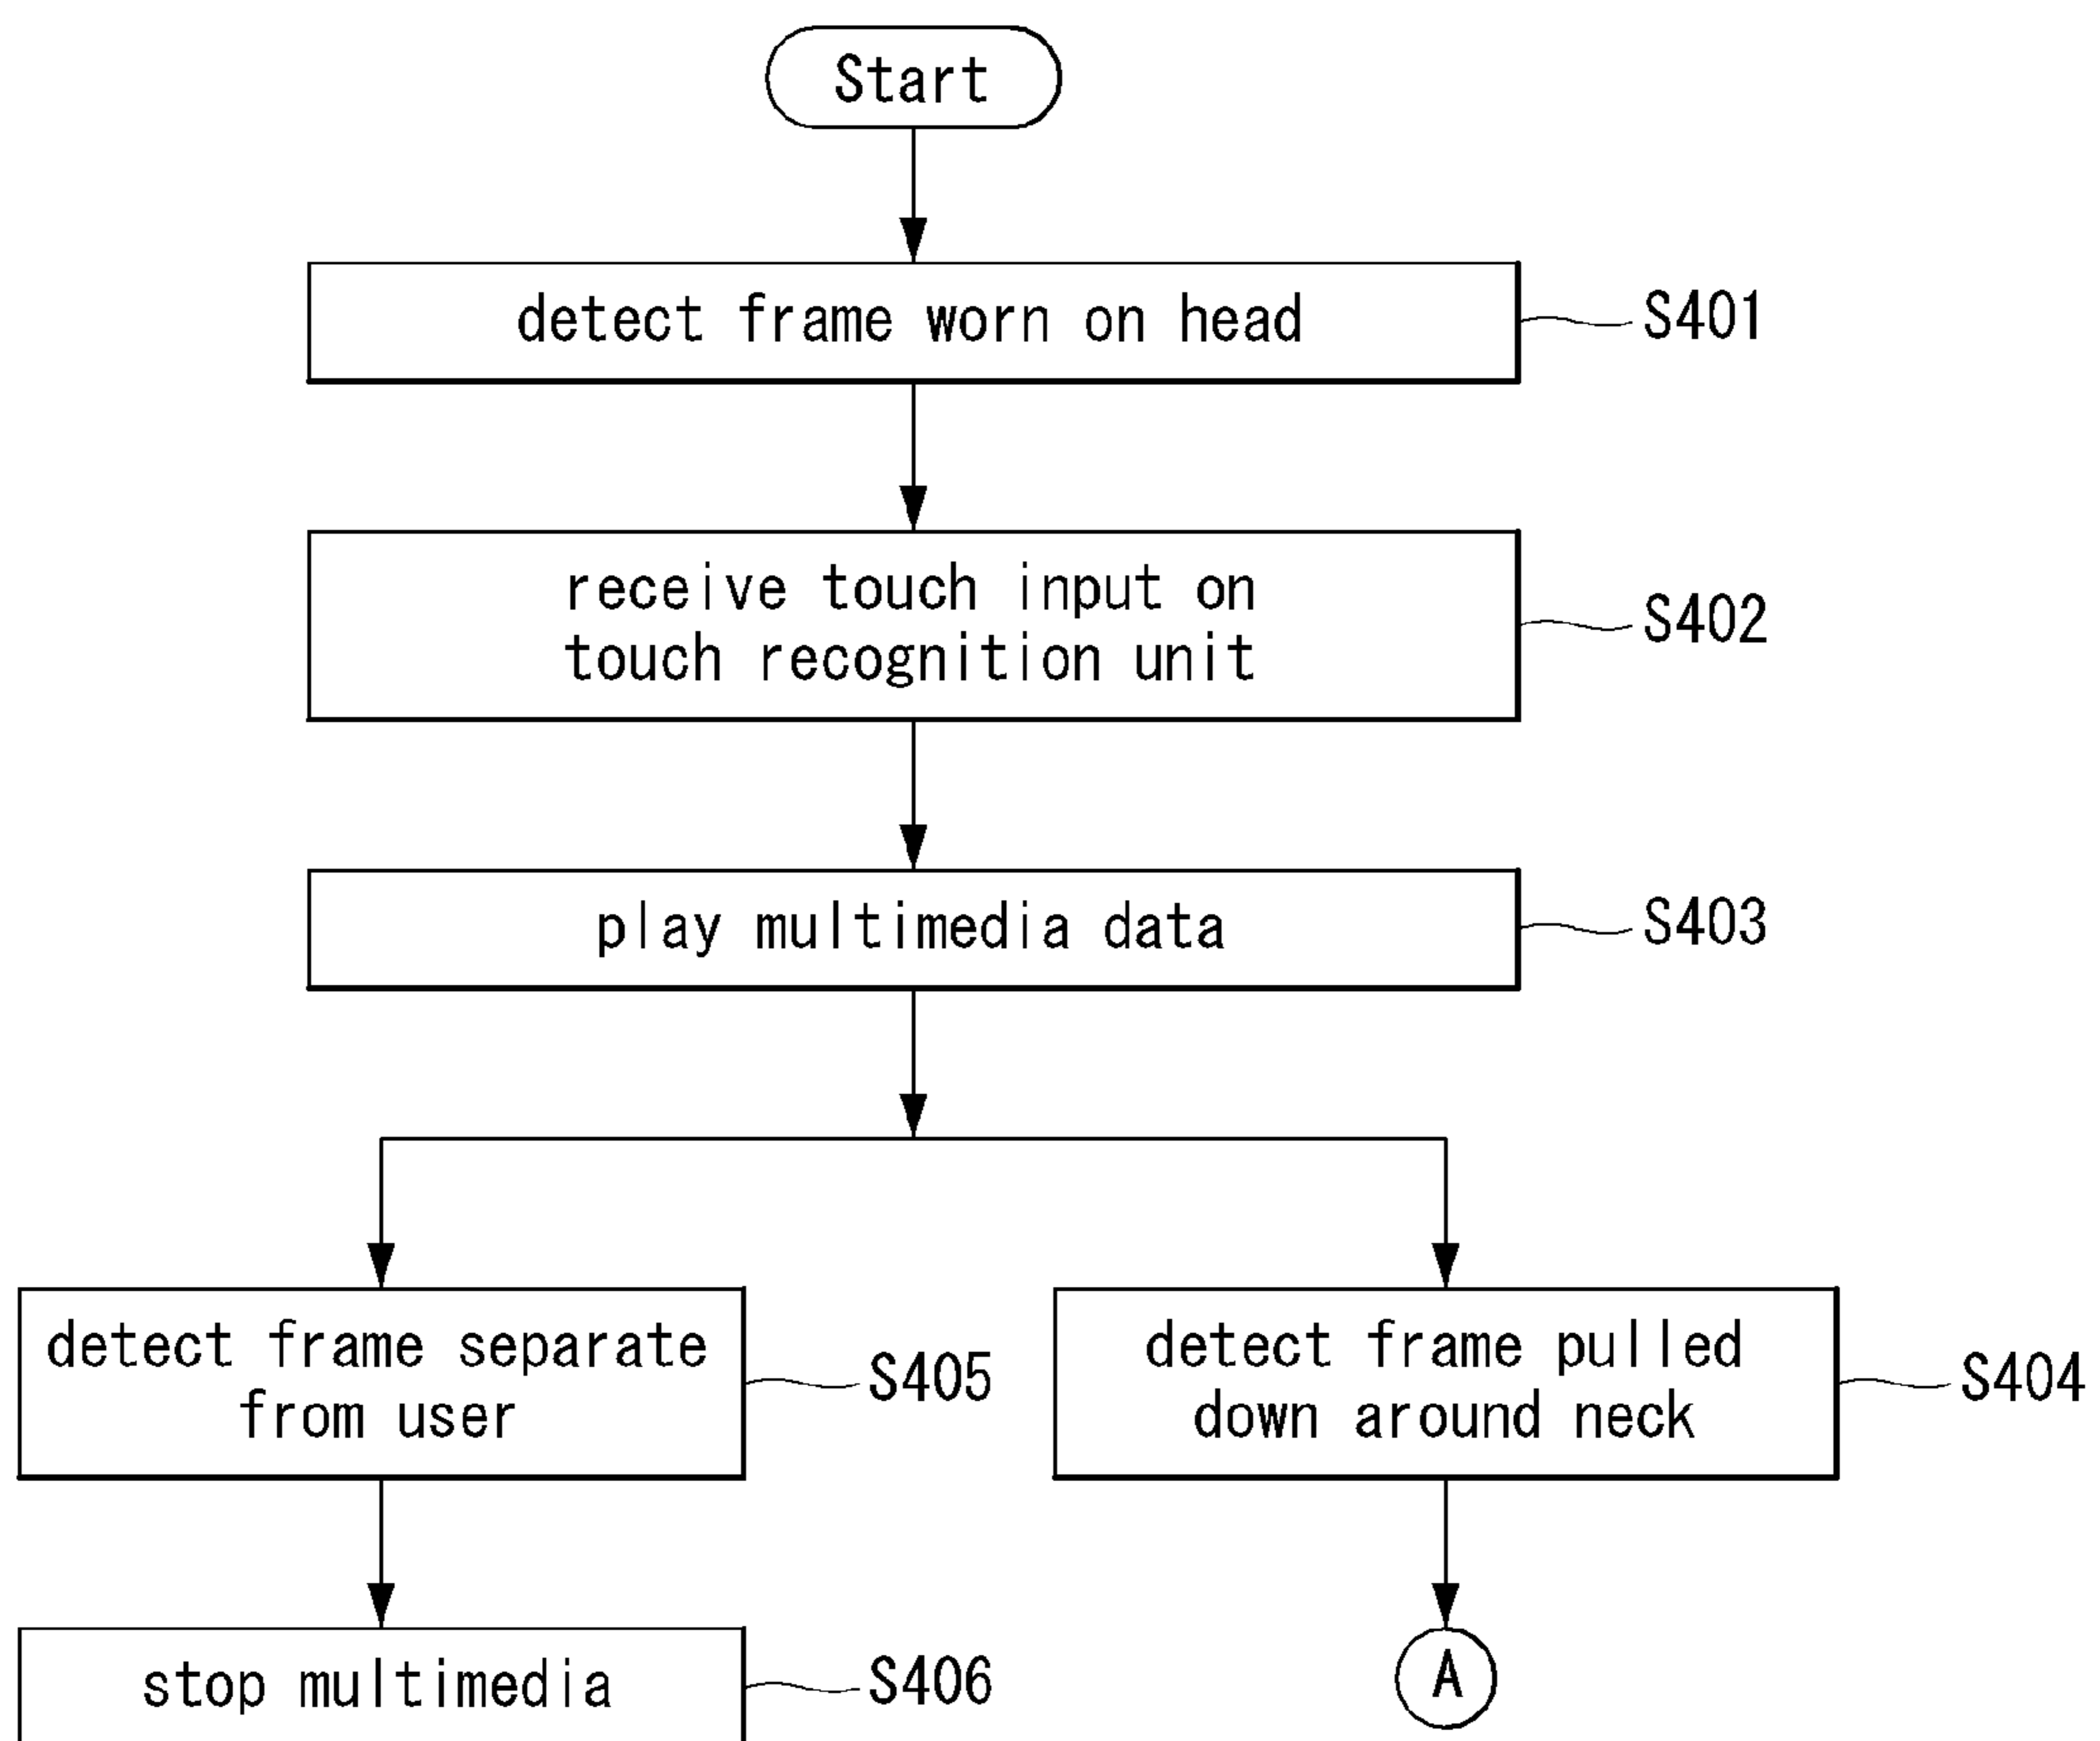 Start
detect frame worn on head
S401
receive touch input on
touch recognition unit
S402
play multimedia data
S403
detect frame separate
from user
S405
detect frame pulled
down around neck
S404
stop multimedia
S406
A